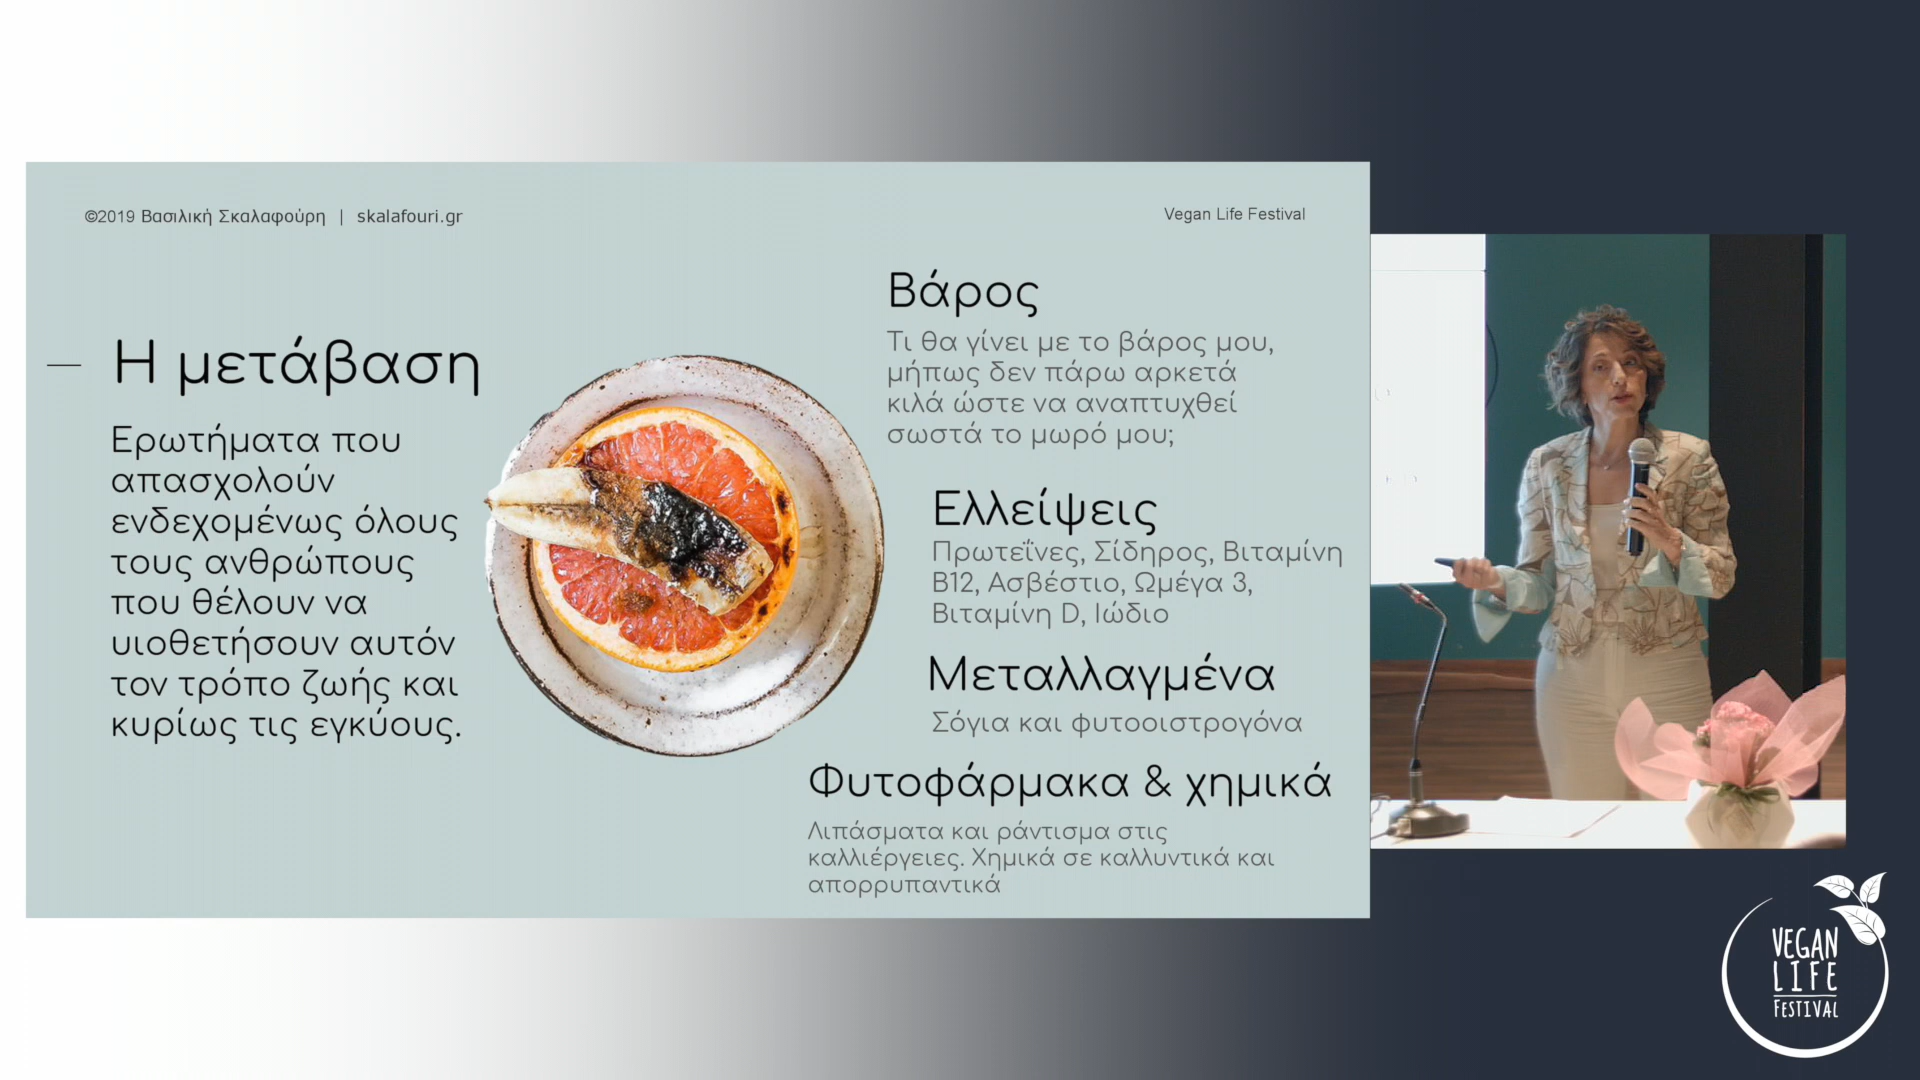 ©2019 Βασιλική Σκαλαφούρη | skalafouri.gr
Vegan Life Festival
Η μετάβαση
Ερωτήματα που
απασχολούν
ενδεχομένως όλους
τους ανθρώπους
που θέλουν να
υιοθετήσουν αυτόν
τον τρόπο ζωής και
κυρίως τις εγκύους.
Βάρος
Τι θα γίνει με το βάρος μου,
μήπως δεν πάρω αρκετά
κιλά ώστε να αναπτυχθεί
σωστά το μωρό μου;
Ελλείψεις
Πρωτεΐνες, Σίδηρος, Βιταμίνη
Β12, Ασβέστιο, Ωμέγα 3,
Βιταμίνη D, Ιώδιο
Μεταλλαγμένα
Σόγια και φυτοοιστρογόνα
Φυτοφάρμακα & χημικά
Λιπάσματα και ράντισμα στις
καλλιέργειες. Χημικά σε καλλυντικά και
απορρυπαντικά
VEGAN
LIFE
FESTIVAL